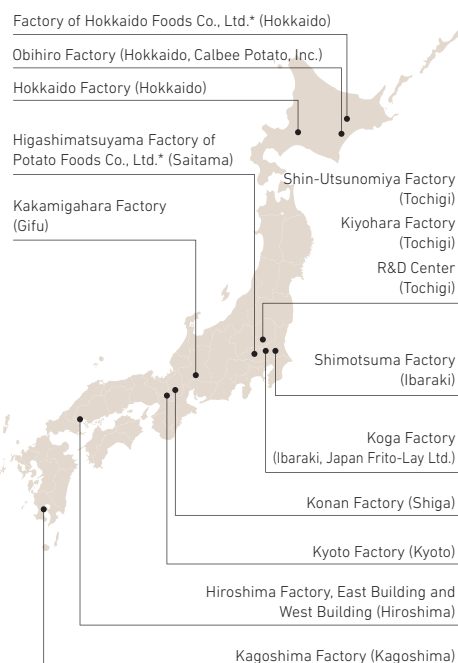 Factory of Hokkaido Foods Co., Ltd.* (Hokkaido)
Obihiro Factory (Hokkaido, Calbee Potato, Inc.)
Hokkaido Factory (Hokkaido)
Higashimatsuyama Factory of
Potato Foods Co., Ltd.* (Saitama)
Kakamigahara Factory
(Gifu)
Shin-Utsunomiya Factory
(Tochigi)
Kiyohara Factory
(Tochigi)
R&D Center
(Tochigi)
Shimotsuma Factory
(Ibaraki)
Koga Factory
(Ibaraki, Japan Frito-Lay Ltd.)
Konan Factory (Shiga)
Kyoto Factory (Kyoto)
Hiroshima Factory, East Building and
West Building (Hiroshima)
Kagoshima Factory (Kagoshima)